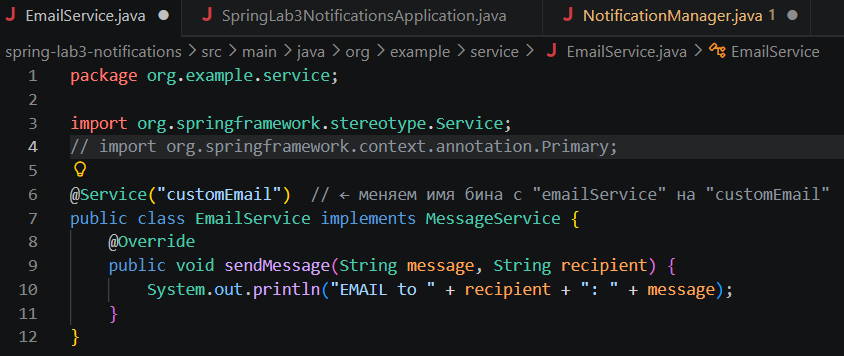 EmailService.java SpringLab3NotificationsApplication.java NotificationManager.java 1
spring-lab3-notifications > src > main > java > org > example > service > EmailService.java > EmailService
1 package org.example.service;
2
3 import org.springframework.stereotype.Service;
4 // import org.springframework.context.annotation.Primary;
5
6 @Service("customEmail")  // ← меняем имя бина с "emailService" на "customEmail"
7 public class EmailService implements MessageService {
8     @Override
9     public void sendMessage(String message, String recipient) {
10         System.out.println("EMAIL to " + recipient + ": " + message);
11     }
12 }